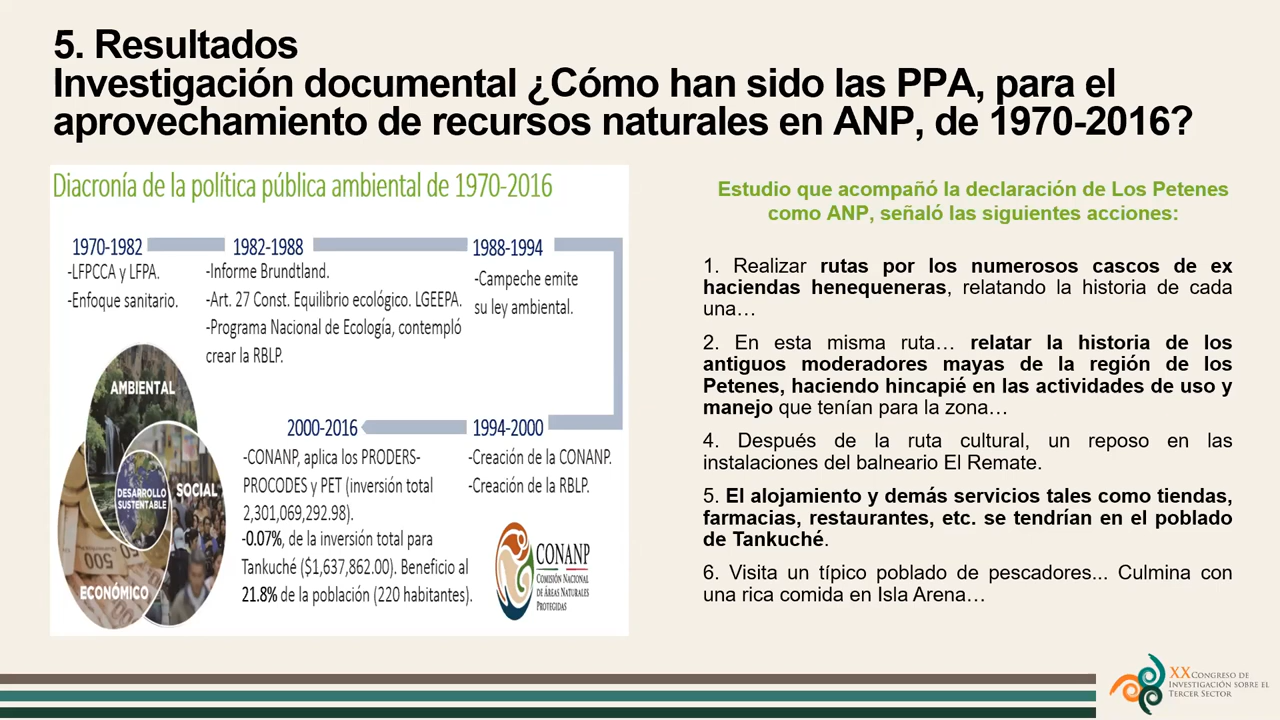 5. Resultados
Investigación documental ¿Cómo han sido las PPA, para el
aprovechamiento de recursos naturales en ANP, de 1970-2016?
Diacronía de la política pública ambiental de 1970-2016
1970-1982
-LFPCCA y LFPA.
-Enfoque sanitario.
1982-1988
-Informe Brundtland.
-Art. 27 Const. Equilibrio ecológico. LGEEPA.
-Programa Nacional de Ecología, contempló
crear la RBLP.
1988-1994
-Campeche emite
su ley ambiental.
1994-2000
-Creación de la CONANP.
-Creación de la RBLP.
2000-2016
-CONANP, aplica los PRODERS-
PROCODES y PET (inversión total
2,301,069,292.98).
-0.07%, de la inversión total para
Tankuché ($1,637,862.00). Beneficio al
21.8% de la población (220 habitantes).
AMBIENTAL
SOCIAL
DESARROLLO
SUSTENTABLE
ECONÓMICO
500
CONANP
COMISIÓN NACIONAL
DE ÁREAS NATURALES
PROTEGIDAS
Estudio que acompañó la declaración de Los Petenes
como ANP, señaló las siguientes acciones:
1. Realizar rutas por los numerosos cascos de ex
haciendas henequeneras, relatando la historia de cada
una…
2. En esta misma ruta… relatar la historia de los
antiguos moderadores mayas de la región de los
Petenes, haciendo hincapié en las actividades de uso y
manejo que tenían para la zona…
4. Después de la ruta cultural, un reposo en las
instalaciones del balneario El Remate.
5. El alojamiento y demás servicios tales como tiendas,
farmacias, restaurantes, etc. se tendrían en el poblado
de Tankuché.
6. Visita un típico poblado de pescadores... Culmina con
una rica comida en Isla Arena…
XX CONGRESO DE
INVESTIGACIÓN SOBRE EL
TERCER SECTOR